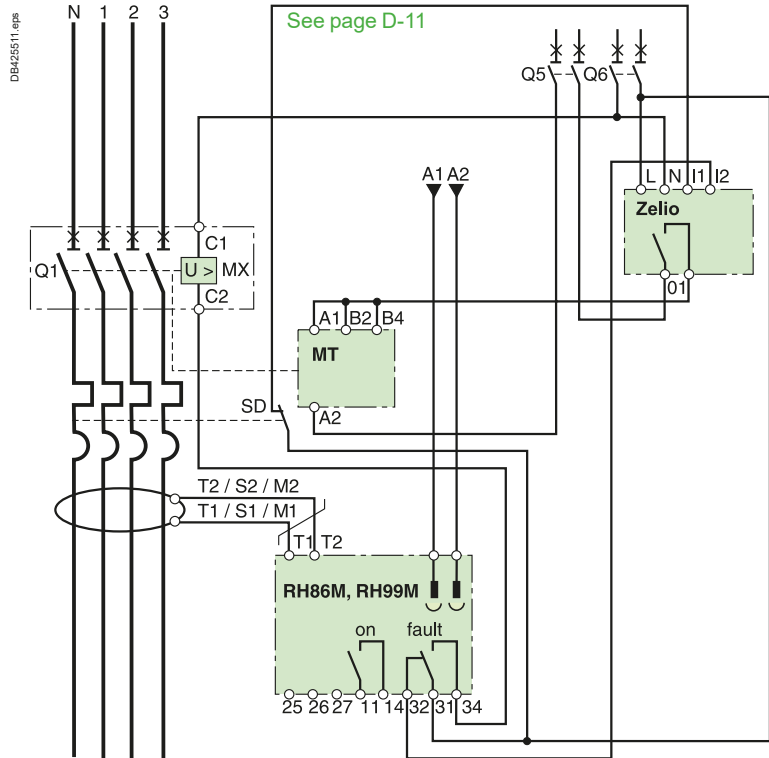 DB425511.eps
N 1 2 3
See page D-11
Q5 Q6
A1 A2
L N I1 I2
Zelio
01
C1
Q1 U > MX
C2
A1 B2 B4
MT
A2
SD
T2 / S2 / M2
T1 / S1 / M1
T1 T2
RH86M, RH99M
on fault
25 26 27 11 14 32 31 34